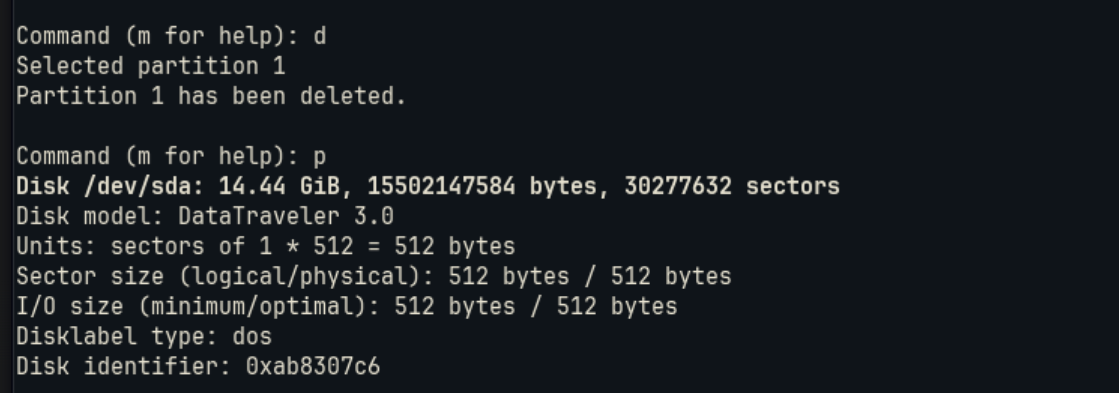 Command (m for help): d
Selected partition 1
Partition 1 has been deleted.
Command (m for help): p
Disk /dev/sda: 14.44 GiB, 15502147584 bytes, 30277632 sectors
Disk model: DataTraveler 3.0
Units: sectors of 1 * 512 = 512 bytes
Sector size (logical/physical): 512 bytes / 512 bytes
I/O size (minimum/optimal): 512 bytes / 512 bytes
Disklabel type: dos
Disk identifier: 0xab8307c6